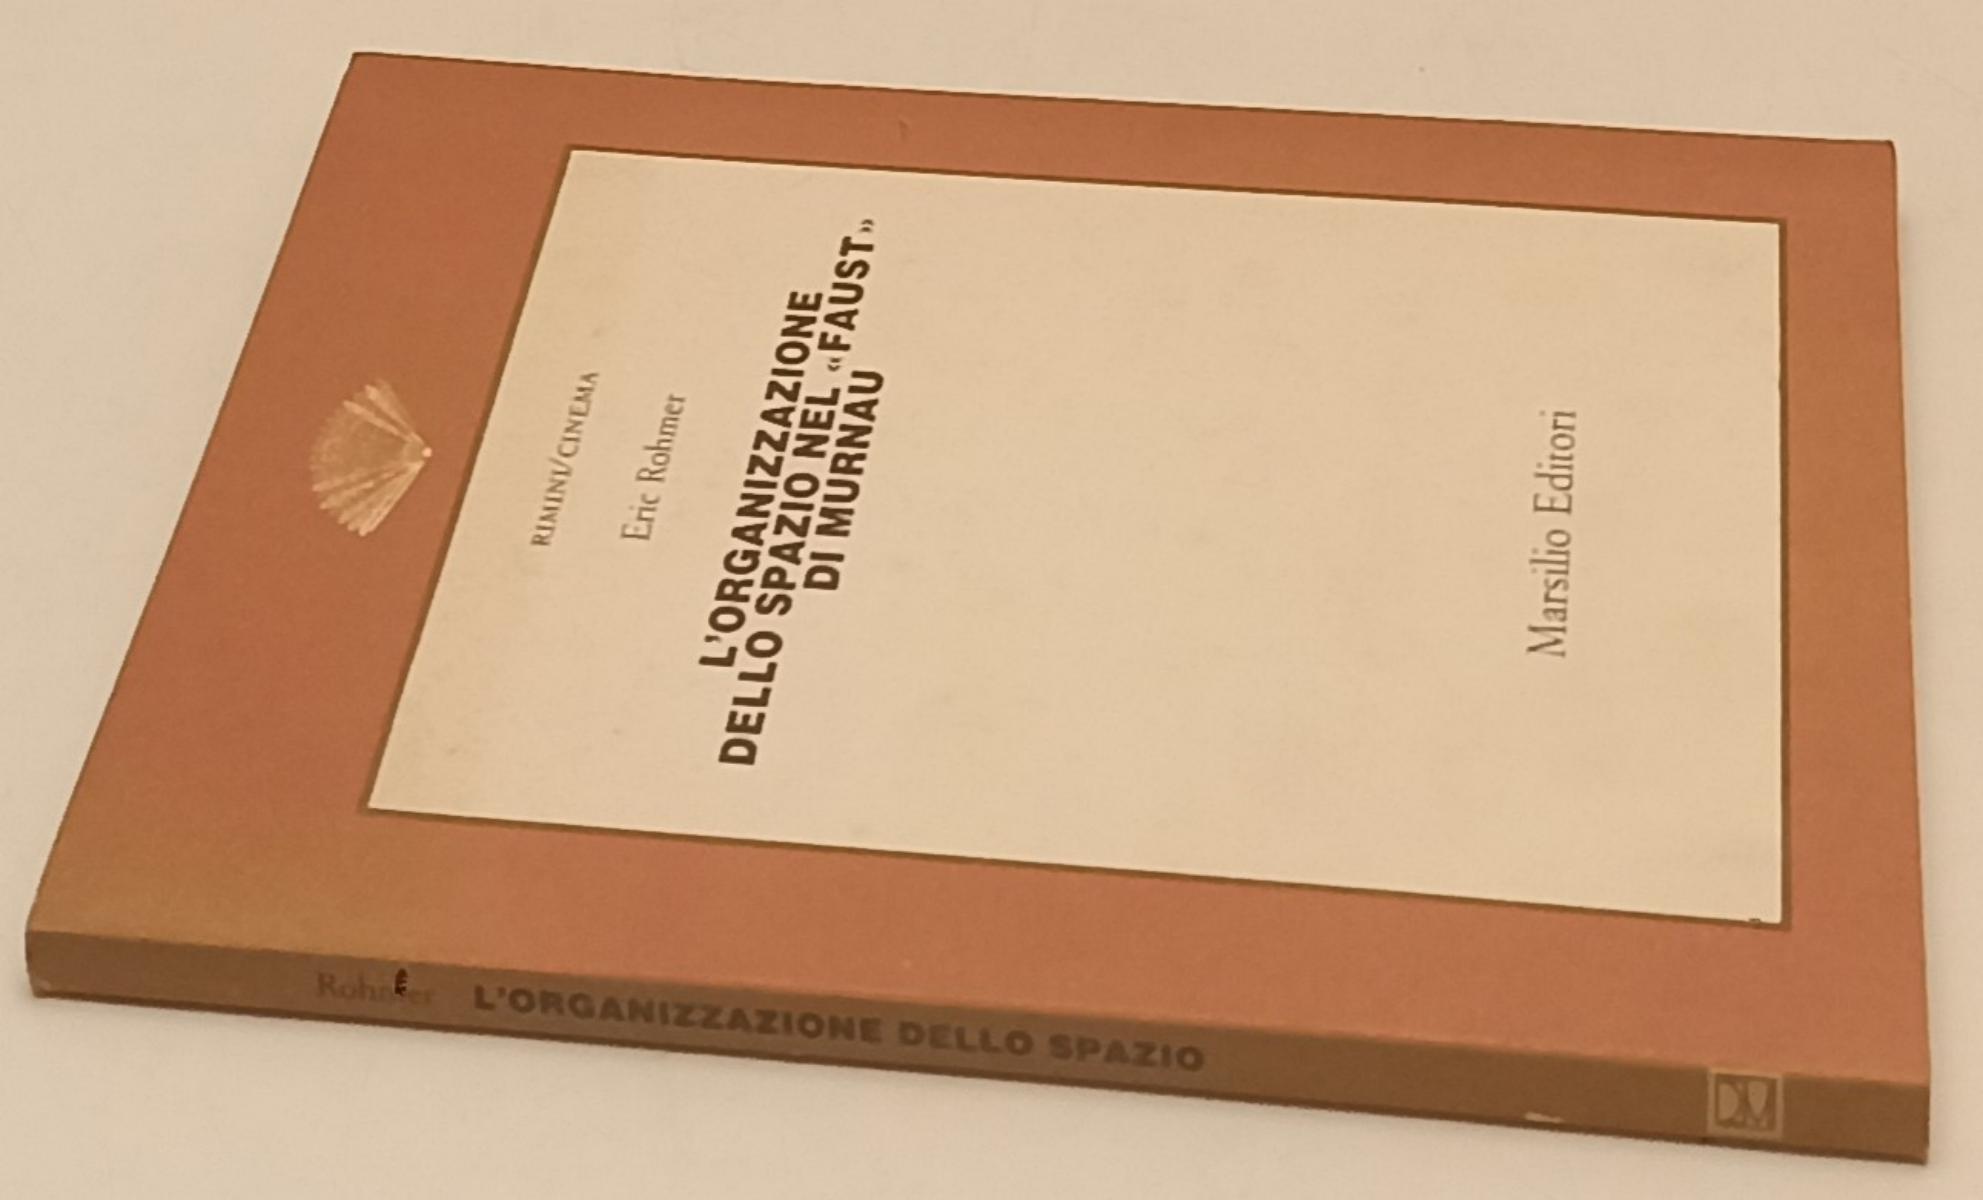 RIMINI/CINEMA
Eric Rohmer
L'ORGANIZZAZIONE
DELLO SPAZIO NEL «FAUST»
DI MURNAU
Marsilio Editori
Rohmer L'ORGANIZZAZIONE DELLO SPAZIO